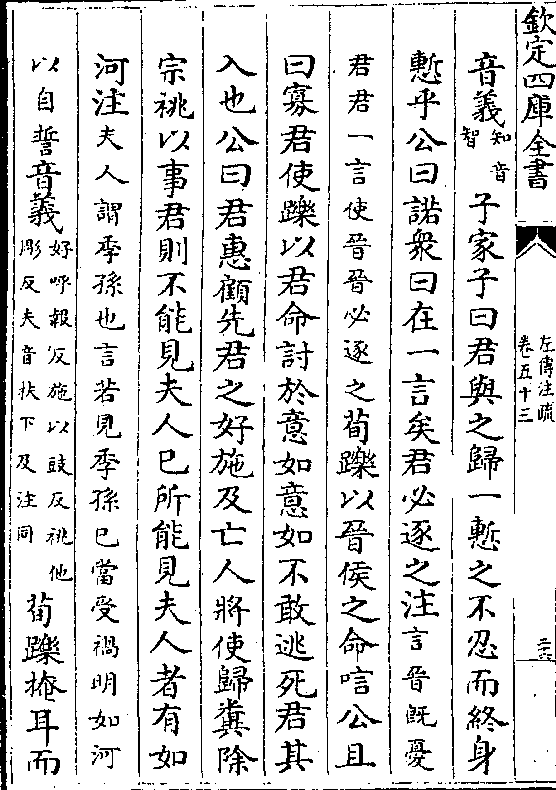 欽定四庫全書
左傳注疏
卷五十三
二六
音義知音智 子家子曰君與之歸一慙之不忍而終身
慙乎公曰諾衆曰在一言矣君必逐之注言晉既憂
君君一言使晉晉必逐之荀躒以晉侯之命唁公且
曰寡君使躒以君命討於意如意如不敢逃死君其
入也公曰君惠顧先君之好施及亡人將使歸糞除
宗祧以事君則不能見夫人已所能見夫人者有如
河注夫人謂季孫也言若見季孫已當受禍明如河
以自誓音義好呼報反施以豉反祧他彫反夫音扶下及注同 荀躒掩耳而